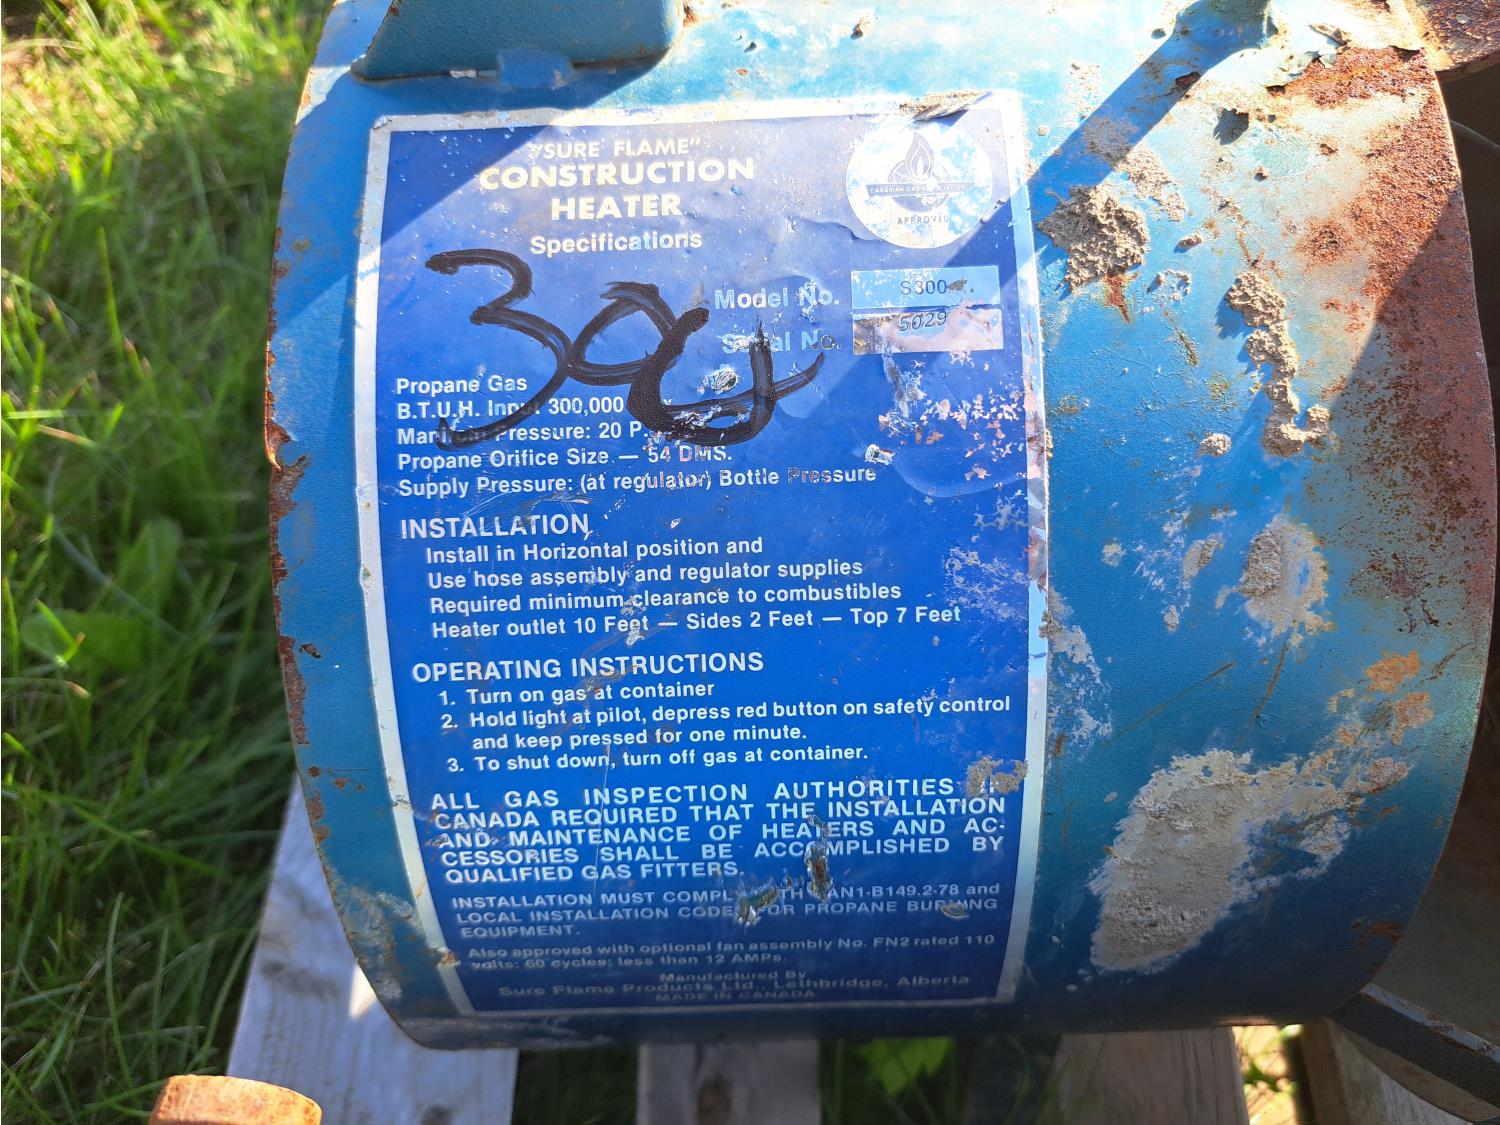 "SURE FLAME"
CONSTRUCTION
HEATER
Specifications
CANADIAN GAS ASSOCIATION
APPROVED
Model No. S300
Serial No. 5029
Propane Gas
B.T.U.H. Input 300,000
Manifold Pressure: 20 P.
Propane Orifice Size — 54 DMS.
Supply Pressure: (at regulator) Bottle Pressure
INSTALLATION
Install in Horizontal position and
Use hose assembly and regulator supplies
Required minimum clearance to combustibles
Heater outlet 10 Feet — Sides 2 Feet — Top 7 Feet
OPERATING INSTRUCTIONS
1. Turn on gas at container
2. Hold light at pilot, depress red button on safety control
and keep pressed for one minute.
3. To shut down, turn off gas at container.
ALL GAS INSPECTION AUTHORITIES IN
CANADA REQUIRED THAT THE INSTALLATION
AND MAINTENANCE OF HEATERS AND AC-
CESSORIES SHALL BE ACCOMPLISHED BY
QUALIFIED GAS FITTERS.
INSTALLATION MUST COMPLY WITH CAN1-B149.2-78 and
LOCAL INSTALLATION CODES FOR PROPANE BURNING
EQUIPMENT.
Also approved with optional fan assembly No. FN2 rated 110
volts: 60 cycles; less than 12 AMPs.
Manufactured By
Sure Flame Products Ltd., Lethbridge, Alberta
MADE IN CANADA